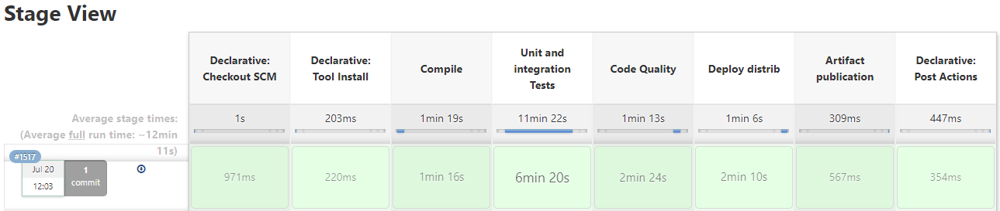 Stage View
Declarative:
Checkout SCM
Declarative:
Tool Install
Compile
Unit and
integration
Tests
Code Quality
Deploy distrib
Artifact
publication
Declarative:
Post Actions
Average stage times:
(Average full run time: ~12min
11s)
1s
203ms
1min 19s
11min 22s
1min 13s
1min 6s
309ms
447ms
#1517
Jul 20
12:03
1
commit
971ms
220ms
1min 16s
6min 20s
2min 24s
2min 10s
567ms
354ms